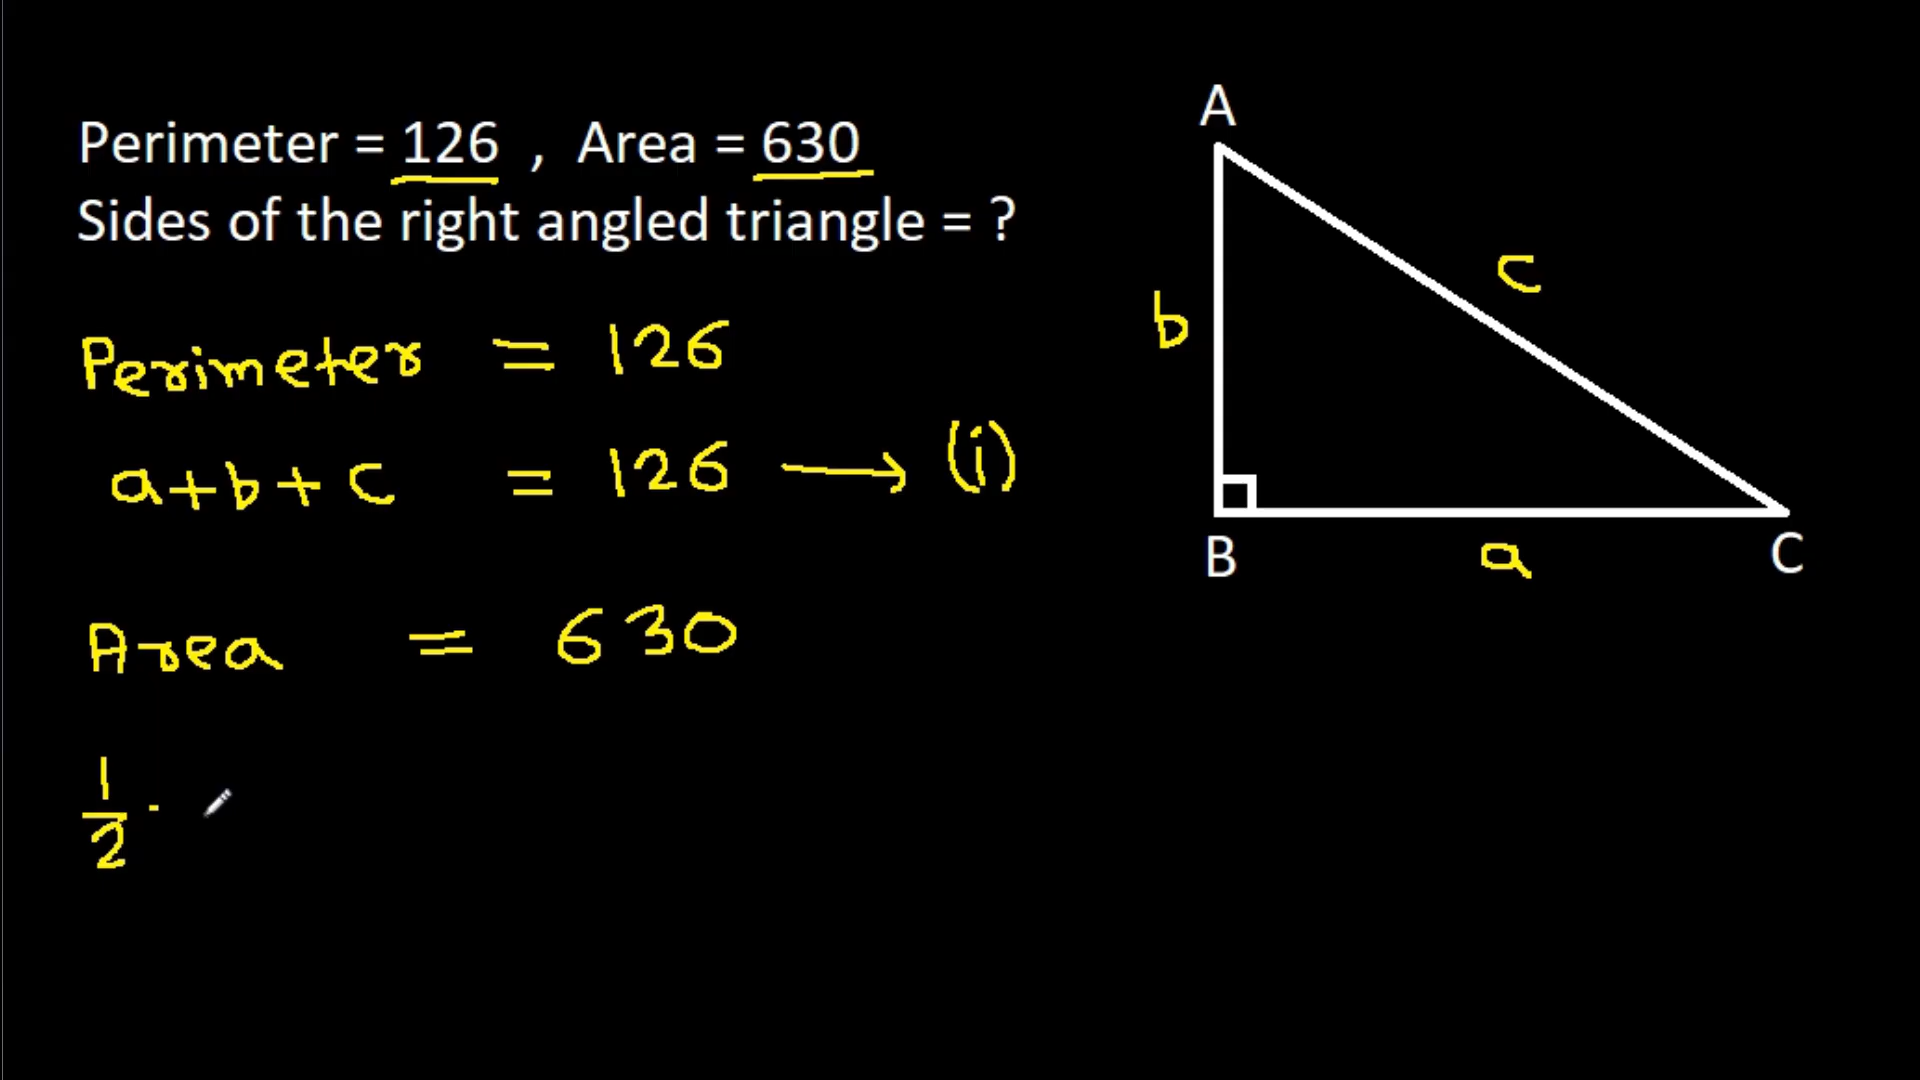 Perimeter = 126 , Area = 630
Sides of the right angled triangle = ?
Perimeter = 126
a+b+c = 126 → (i)
Area = 630
1/2 ·
A
b
c
B
a
C